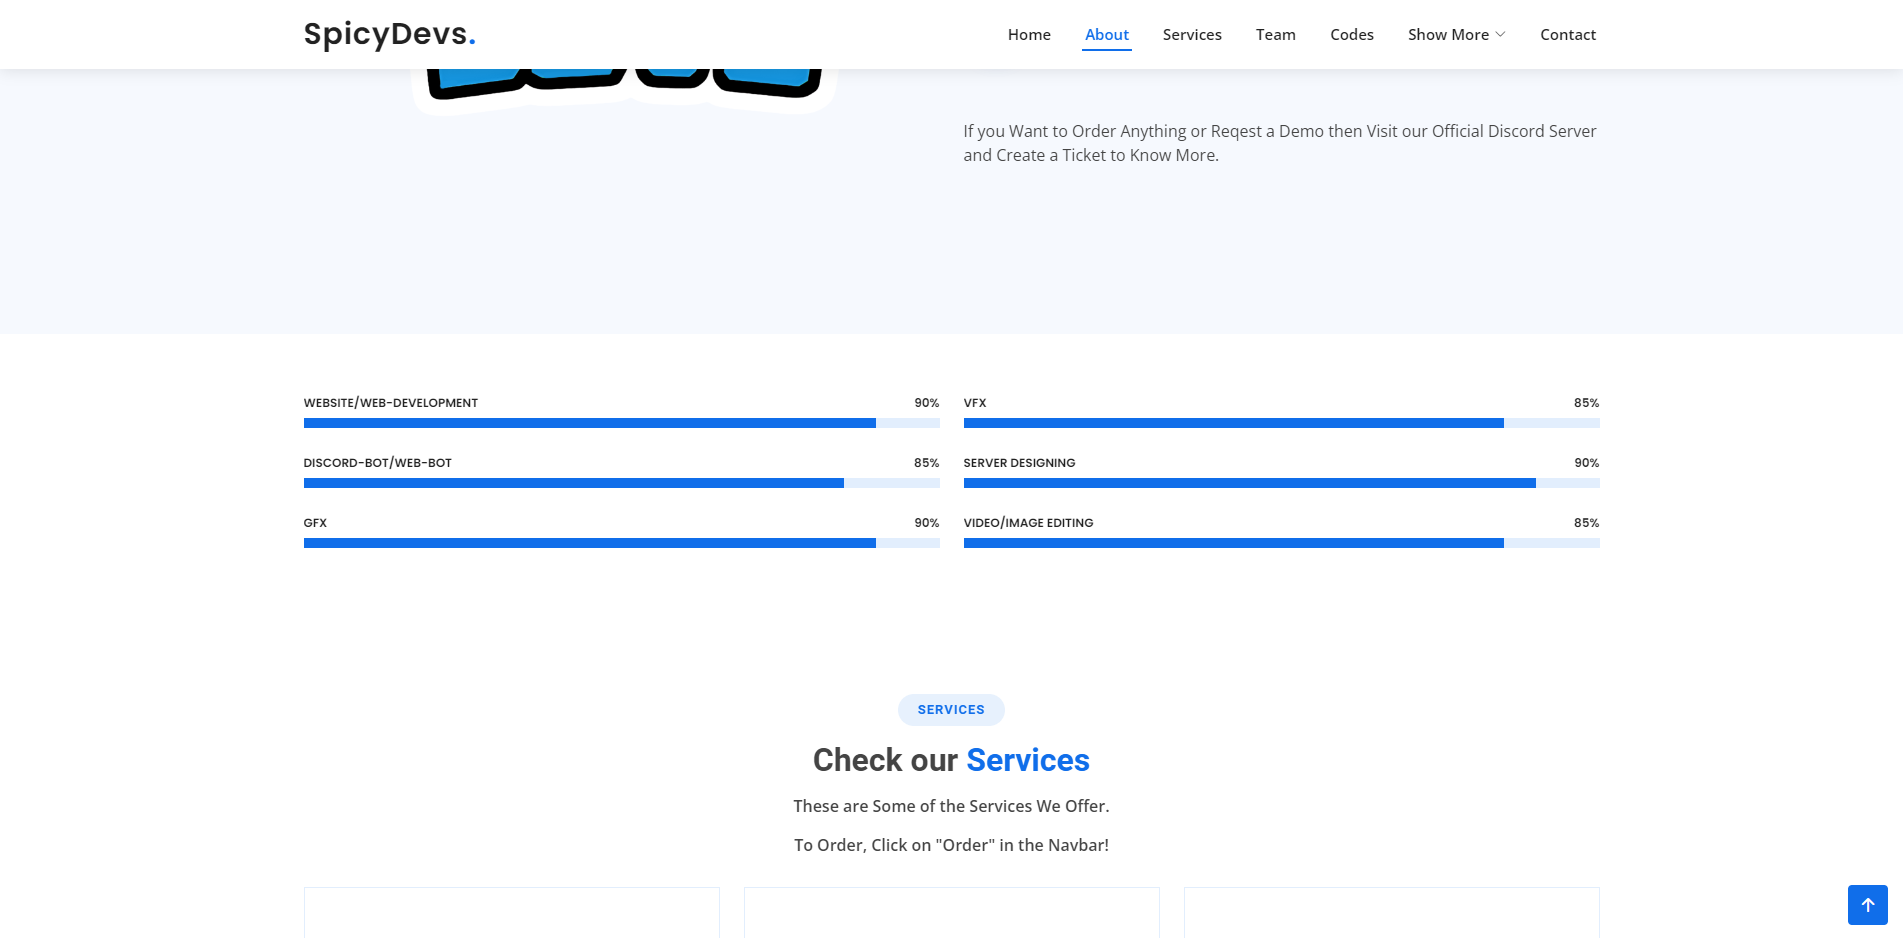 SpicyDevs.
Home About Services Team Codes Show More Contact
If you Want to Order Anything or Reqest a Demo then Visit our Official Discord Server
and Create a Ticket to Know More.
WEBSITE/WEB-DEVELOPMENT 90%
VFX 85%
DISCORD-BOT/WEB-BOT 85%
SERVER DESIGNING 90%
GFX 90%
VIDEO/IMAGE EDITING 85%
SERVICES
Check our Services
These are Some of the Services We Offer.
To Order, Click on "Order" in the Navbar!